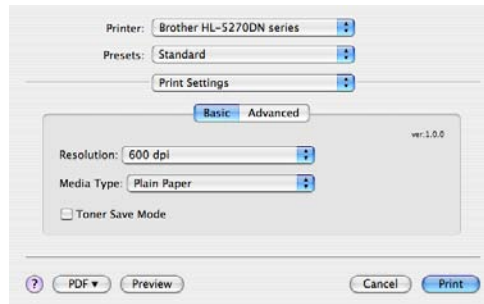 Printer: Brother HL-5270DN series
Presets: Standard
Print Settings
Basic Advanced
ver.1.0.0
Resolution: 600 dpi
Media Type: Plain Paper
Toner Save Mode
? PDF ▼ Preview Cancel Print